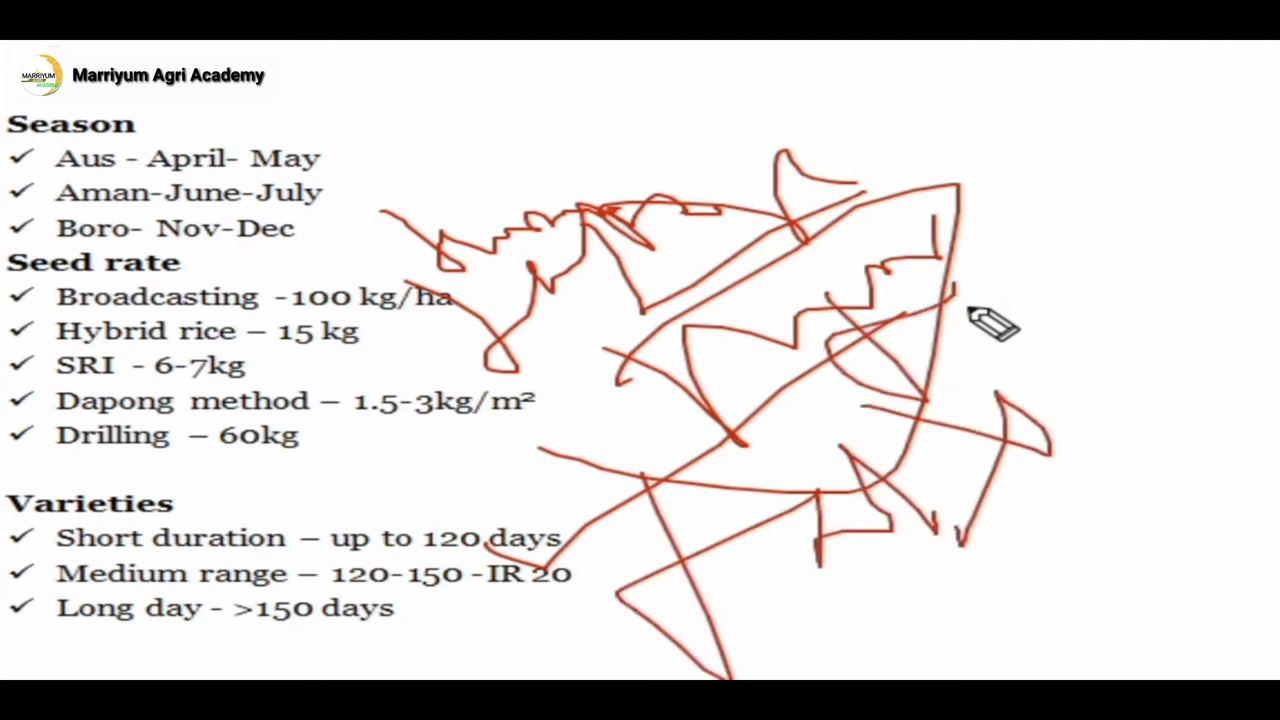 MARRIYUM
ACADEMY
Marriyum Agri Academy
Season
✓ Aus - April- May
✓ Aman-June-July
✓ Boro- Nov-Dec
Seed rate
✓ Broadcasting -100 kg/ha
✓ Hybrid rice – 15 kg
✓ SRI - 6-7kg
✓ Dapong method – 1.5-3kg/m²
✓ Drilling – 60kg
Varieties
✓ Short duration – up to 120 days
✓ Medium range – 120-150 -IR 20
✓ Long day - >150 days